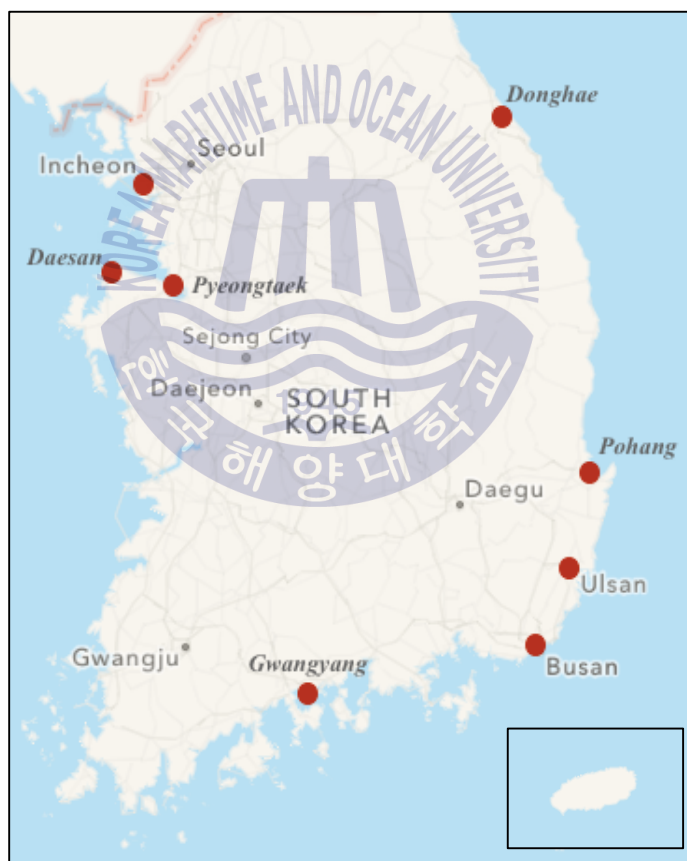 Donghae
Seoul
Incheon
Daesan
Pyeongtaek
Sejong City
Daejeon
SOUTH
KOREA
Pohang
Daegu
Ulsan
Gwangju
Gwangyang
Busan
KOREA MARITIME AND OCEAN UNIVERSITY
1945
국해양대학교